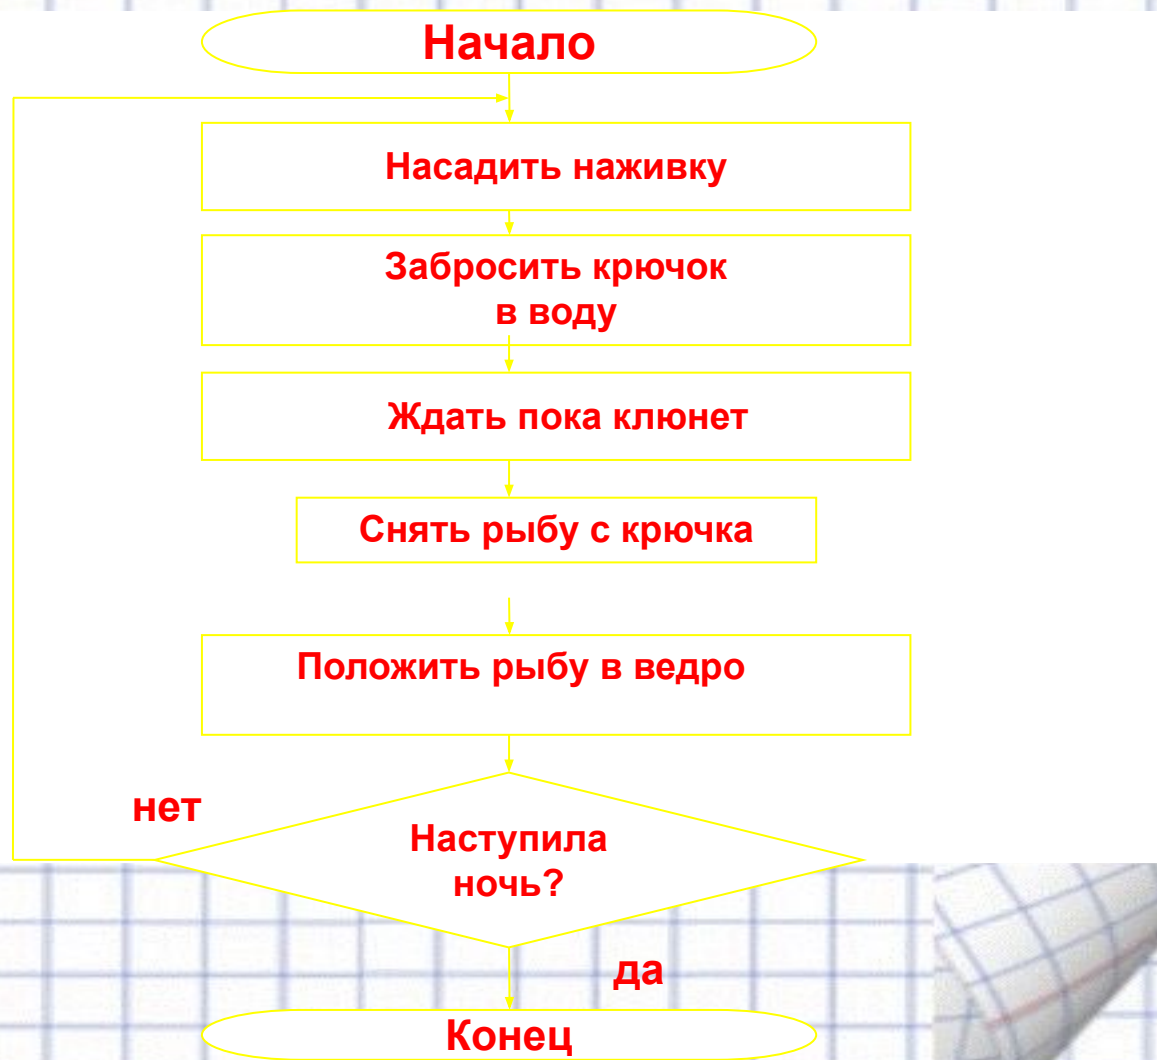 Начало
Насадить наживку
Забросить крючок
в воду
Ждать пока клюнет
Снять рыбу с крючка
Положить рыбу в ведро
нет
Наступила
ночь?
да
Конец